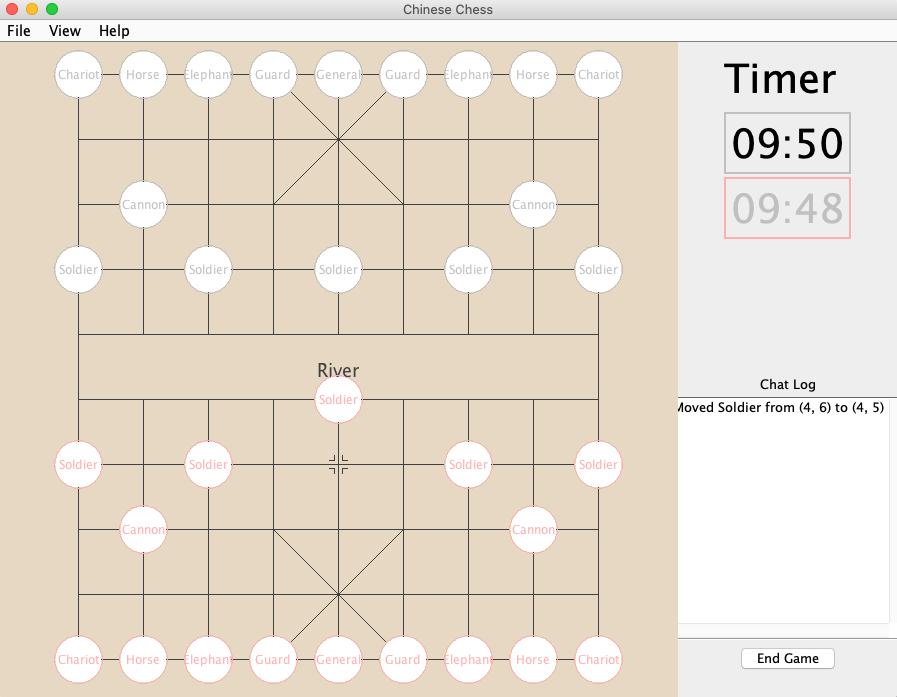 Chinese Chess
File View Help
Chariot Horse Elephant Guard General Guard Elephant Horse Chariot
Timer
09:50
Cannon Cannon
09:48
Soldier Soldier Soldier Soldier Soldier
River
Chat Log
Soldier
Moved Soldier from (4, 6) to (4, 5)
Soldier Soldier Soldier Soldier
Cannon Cannon
Chariot Horse Elephant Guard General Guard Elephant Horse Chariot
End Game